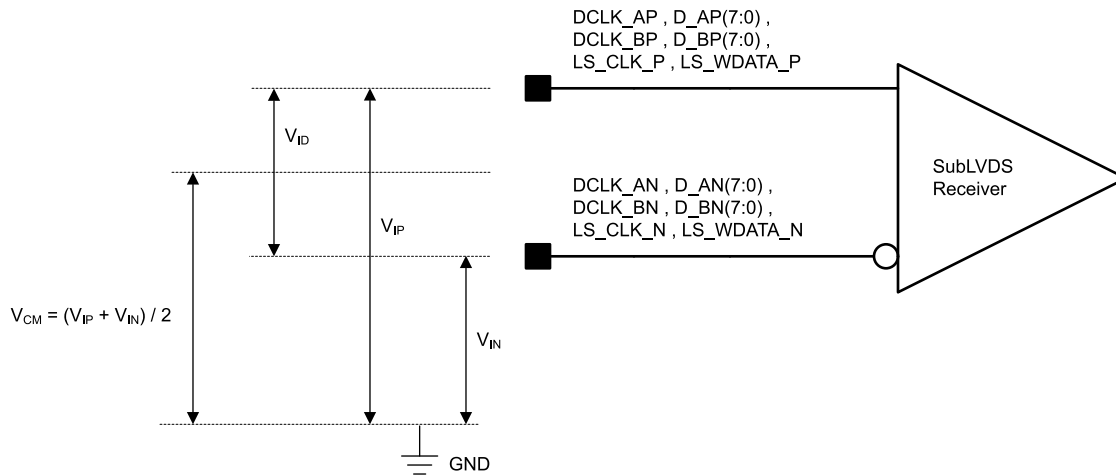 DCLK_AP , D_AP(7:0) ,
DCLK_BP , D_BP(7:0) ,
LS_CLK_P , LS_WDATA_P
VID
SubLVDS
Receiver
DCLK_AN , D_AN(7:0) ,
DCLK_BN , D_BN(7:0) ,
LS_CLK_N , LS_WDATA_N
VIP
VCM = (VIP + VIN) / 2
VIN
GND